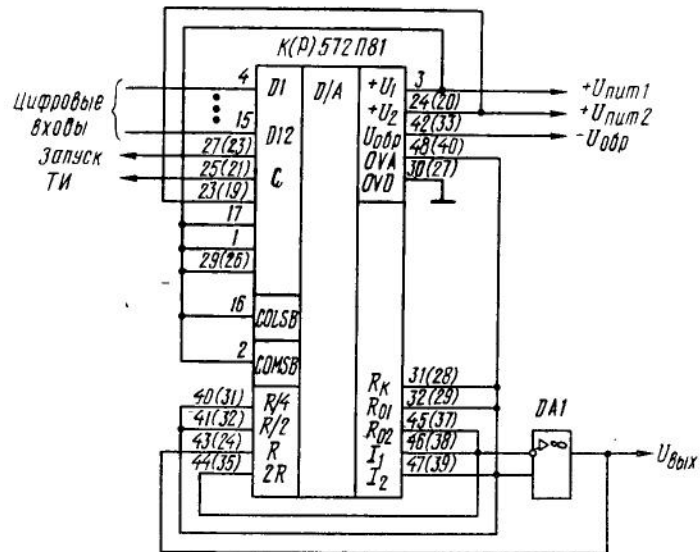 К(Р)572ПВ1
4 D1 D/A +U1 3 +Uпит1
Цифровые входы
15 D12 +U2 24(20) +Uпит2
27(23) Uобр 42(33) -Uобр
Запуск
25(21) C OVA 48(40)
ТИ
23(19) OVD 30(27)
17
1
29(26)
16 COLSB
2 COMSB
40(31) R/4 RK 31(28)
41(32) R/2 R01 32(29) DA1
43(24) R R02 45(37)
44(35) 2R I1 46(38) ▷∞ Uвых
I2 47(39)